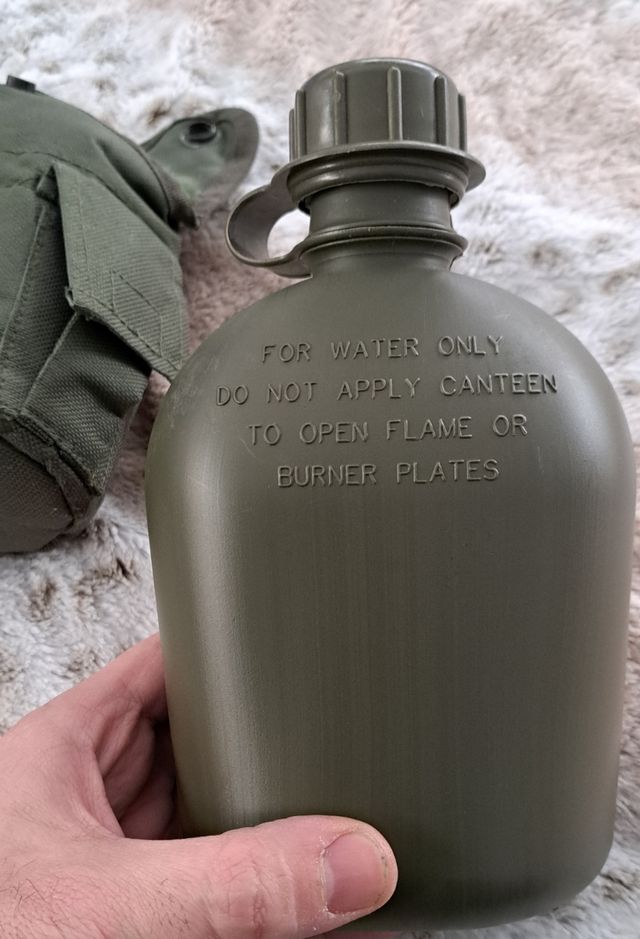 FOR WATER ONLY
DO NOT APPLY CANTEEN
TO OPEN FLAME OR
BURNER PLATES